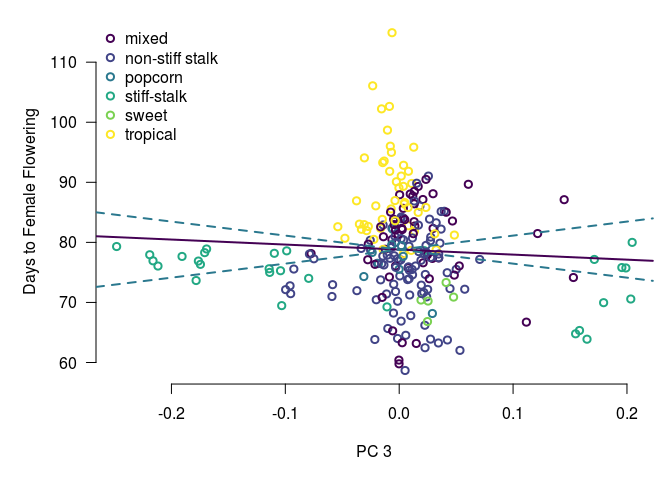 mixed
non-stiff stalk
popcorn
stiff-stalk
sweet
tropical
Days to Female Flowering
110
100
90
80
70
60
-0.2 -0.1 0.0 0.1 0.2
PC 3